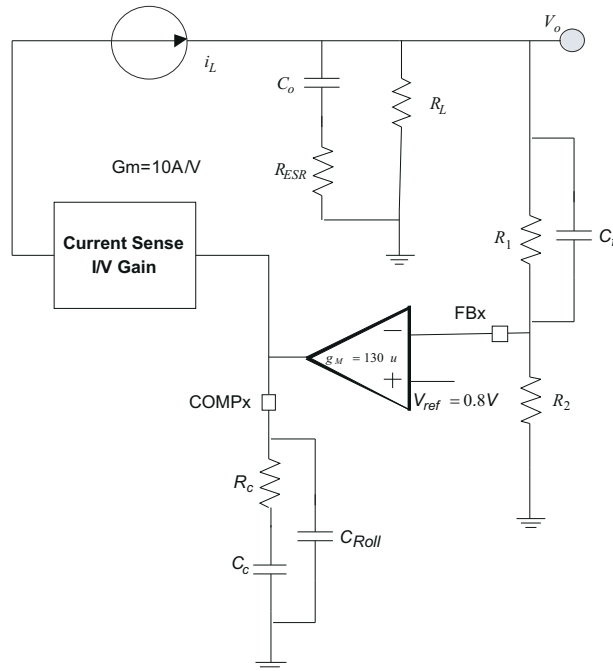 V_o
i_L
C_o
R_L
R_ESR
Gm=10A/V
Current Sense
I/V Gain
R_1
FBx
g_M = 130 u
V_ref = 0.8V
R_2
COMPx
R_c
C_Roll
C_c